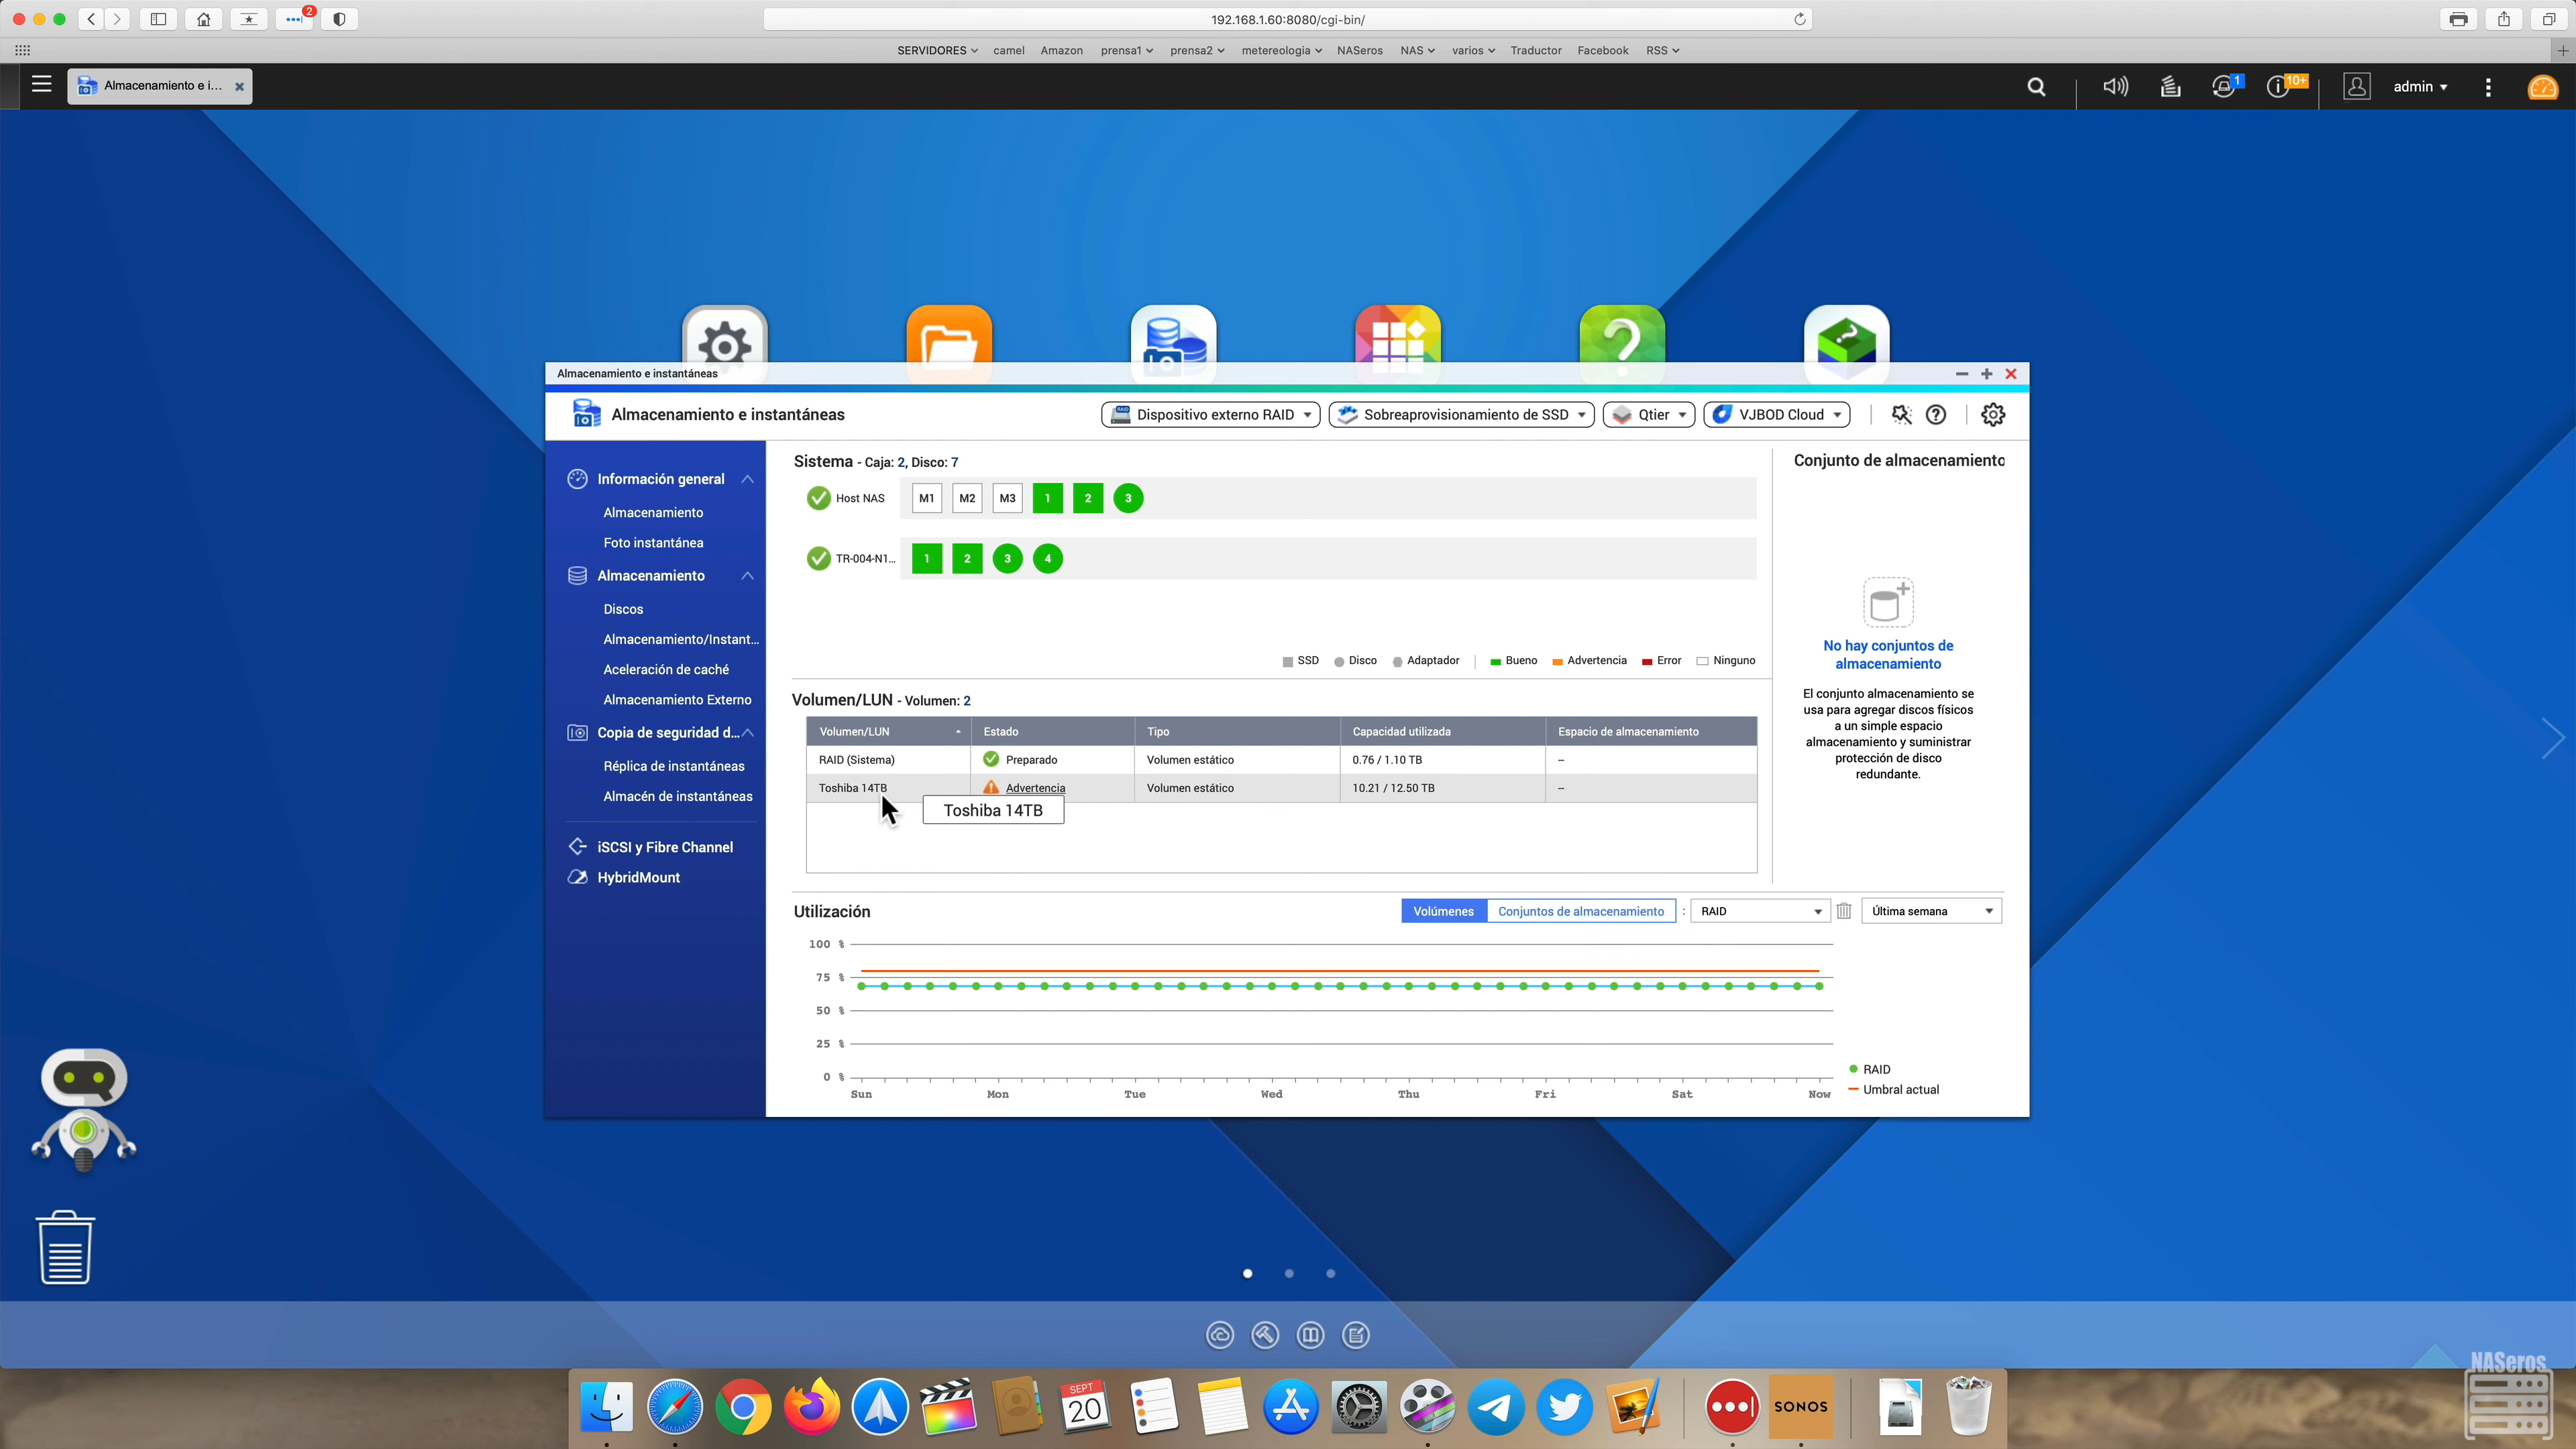 2
192.168.1.60:8080/cgi-bin/
SERVIDORES camel Amazon prensa1 prensa2 metereologia NASeros NAS varios Traductor Facebook RSS
Almacenamiento e i...
1
10+
admin
Almacenamiento e instantáneas
Almacenamiento e instantáneas
Dispositivo externo RAID
Sobreaprovisionamiento de SSD
Qtier
VJBOD Cloud
Información general
Almacenamiento
Foto instantánea
Almacenamiento
Discos
Almacenamiento/Instant...
Aceleración de caché
Almacenamiento Externo
Copia de seguridad d...
Réplica de instantáneas
Almacén de instantáneas
iSCSI y Fibre Channel
HybridMount
Sistema - Caja: 2, Disco: 7
Host NAS M1 M2 M3 1 2 3
TR-004-N1... 1 2 3 4
SSD Disco Adaptador Bueno Advertencia Error Ninguno
Conjunto de almacenamiento
No hay conjuntos de
almacenamiento
El conjunto almacenamiento se
usa para agregar discos físicos
a un simple espacio
almacenamiento y suministrar
protección de disco
redundante.
Volumen/LUN - Volumen: 2
Volumen/LUN Estado Tipo Capacidad utilizada Espacio de almacenamiento
RAID (Sistema) Preparado Volumen estático 0.76 / 1.10 TB --
Toshiba 14TB Advertencia Volumen estático 10.21 / 12.50 TB --
Toshiba 14TB
Utilización
Volúmenes Conjuntos de almacenamiento : RAID Última semana
100 %
75 %
50 %
25 %
0 %
Sun Mon Tue Wed Thu Fri Sat Now
RAID
Umbral actual
SEPT
20
SONOS
NASeros